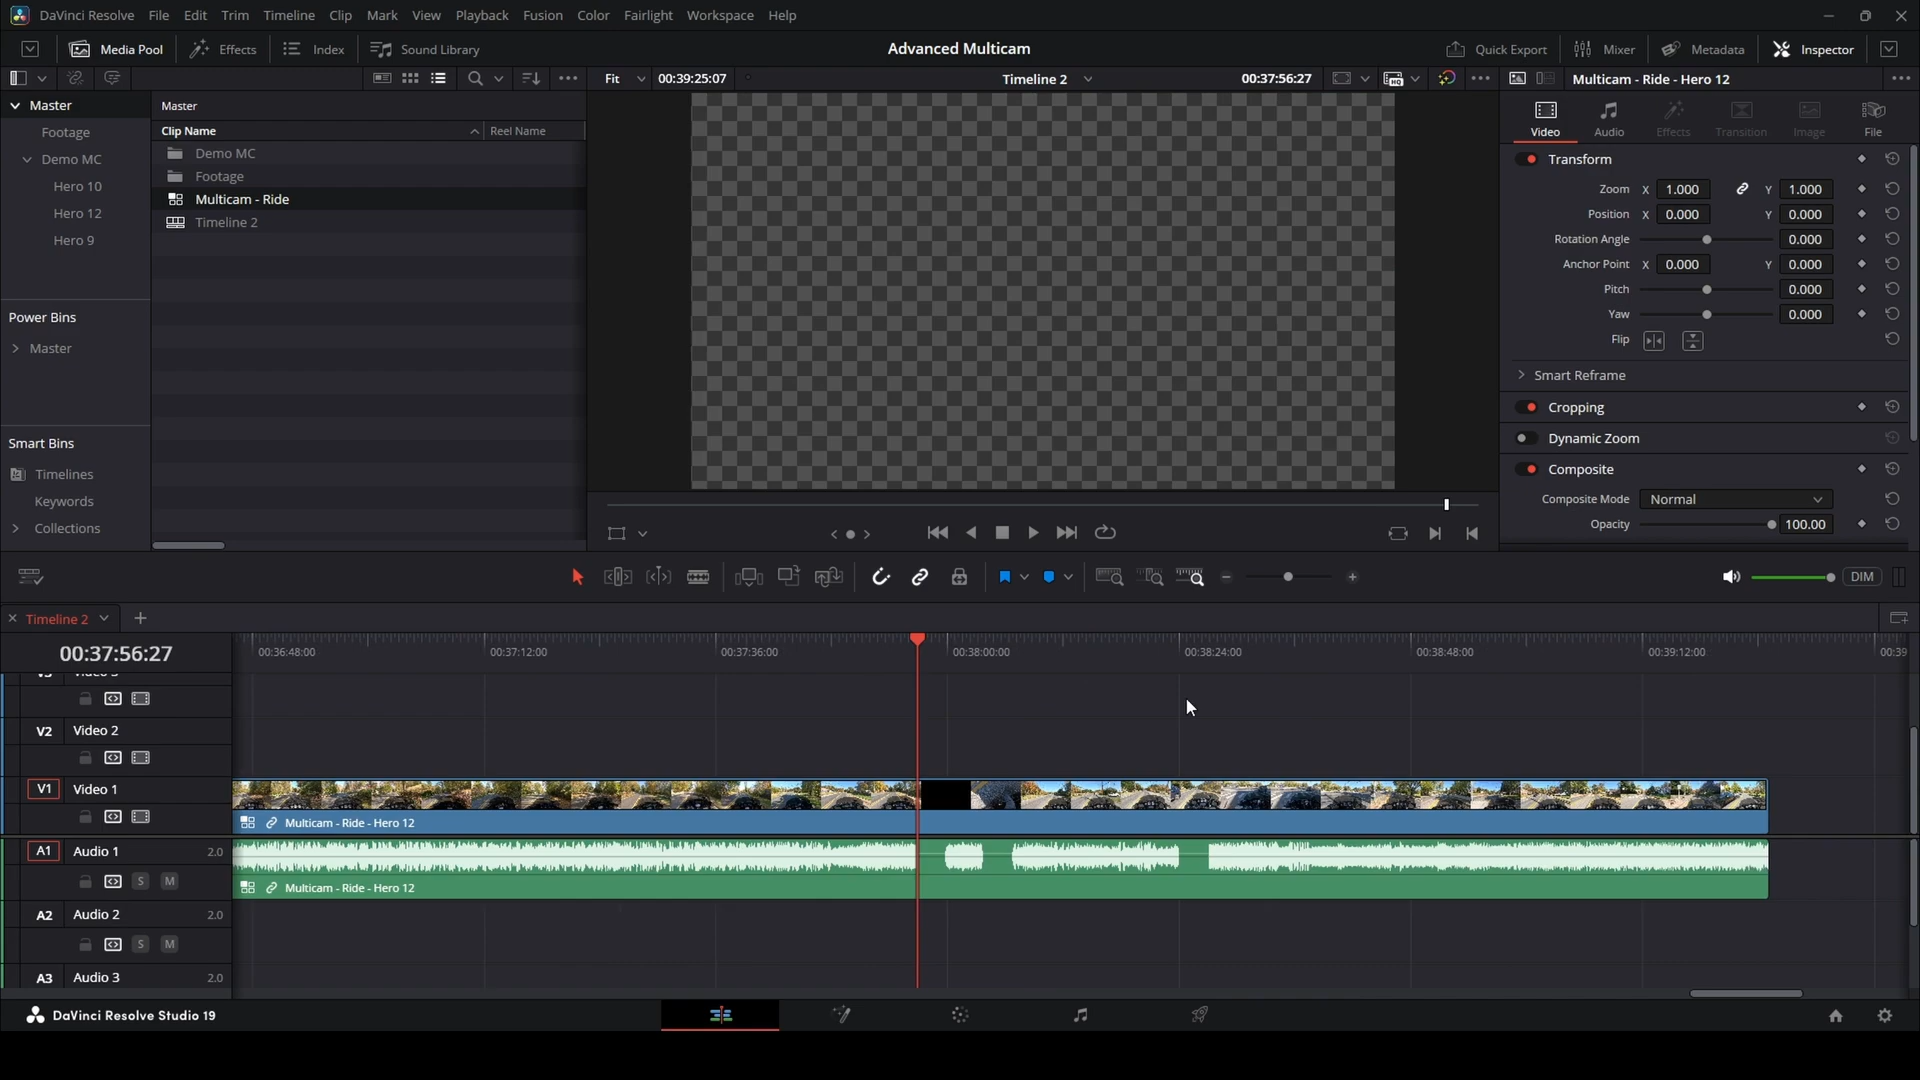 DaVinci Resolve File Edit Trim Timeline Clip Mark View Playback Fusion Color Fairlight Workspace Help
Media Pool Effects Index Sound Library Advanced Multicam Quick Export Mixer Metadata Inspector
Fit 00:39:25:07 Timeline 2 00:37:56:27 HQ Multicam - Ride - Hero 12
Master
Footage
Demo MC
Hero 10
Hero 12
Hero 9
Power Bins
Master
Smart Bins
Timelines
Keywords
Collections
Master
Clip Name Reel Name
Demo MC
Footage
Multicam - Ride
Timeline 2
Video Audio Effects Transition Image File
Transform
Zoom X 1.000 Y 1.000
Position X 0.000 Y 0.000
Rotation Angle 0.000
Anchor Point X 0.000 Y 0.000
Pitch 0.000
Yaw 0.000
Flip
Smart Reframe
Cropping
Dynamic Zoom
Composite
Composite Mode Normal
Opacity 100.00
DIM
Timeline 2
00:37:56:27
00:36:48:00 00:37:12:00 00:37:36:00 00:38:00:00 00:38:24:00 00:38:48:00 00:39:12:00 00:39
V2 Video 2
V1 Video 1
Multicam - Ride - Hero 12
A1 Audio 1 2.0
S M
Multicam - Ride - Hero 12
A2 Audio 2 2.0
S M
A3 Audio 3 2.0
DaVinci Resolve Studio 19